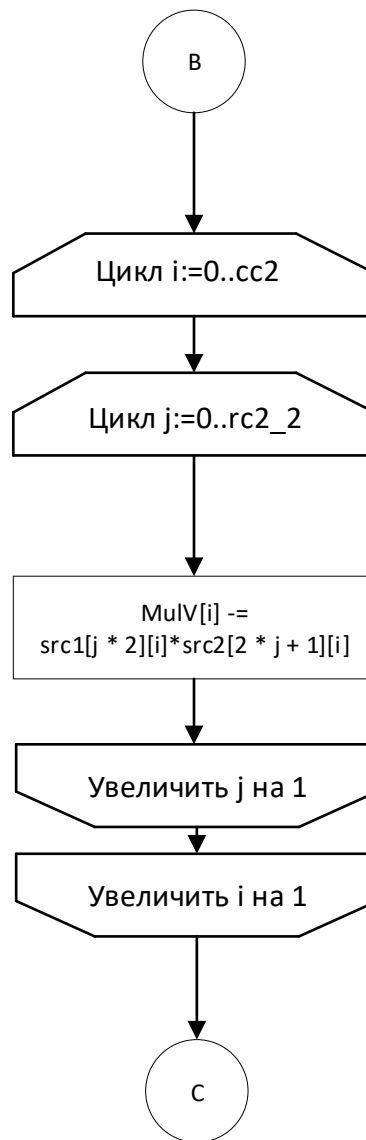 B
Цикл i:=0..cc2
Цикл j:=0..rc2_2
MulV[i] -=
src1[j * 2][i]*src2[2 * j + 1][i]
Увеличить j на 1
Увеличить i на 1
C